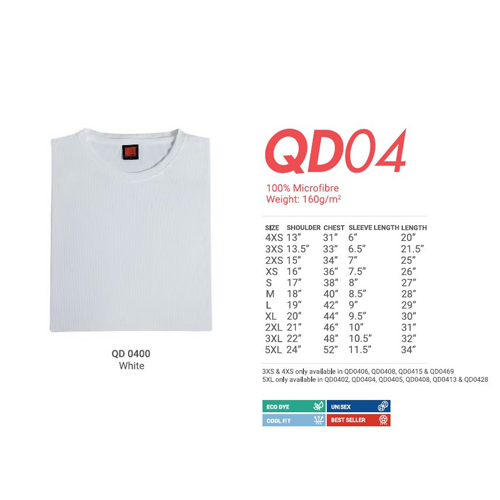 QD04
100% Microfibre
Weight: 160g/m²
SIZE SHOULDER CHEST SLEEVE LENGTH LENGTH
4XS 13” 31” 6” 20”
3XS 13.5” 33” 6.5” 21.5”
2XS 15” 34” 7” 25”
XS 16” 36” 7.5” 26”
S 17” 38” 8” 27”
M 18” 40” 8.5” 28”
L 19” 42” 9” 29”
XL 20” 44” 9.5” 30”
2XL 21” 46” 10” 31”
3XL 22” 48” 10.5” 32”
5XL 24” 52” 11.5” 34”
QD 0400
White
3XS & 4XS only available in QD0406, QD0408, QD0415 & QD0469
5XL only available in QD0402, QD0404, QD0405, QD0408, QD0413 & QD0428
ECO DYE UNISEX
COOL FIT BEST SELLER